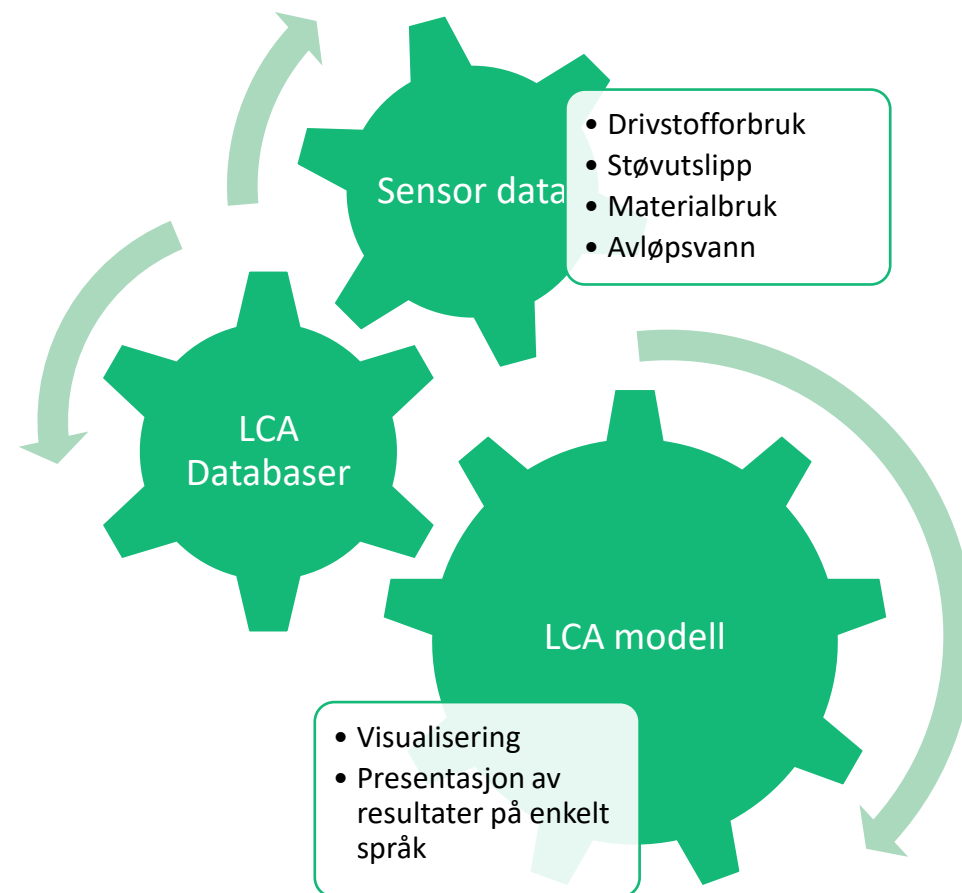 Sensor data
• Drivstofforbruk
• Støvutslipp
• Materialbruk
• Avløpsvann
LCA
Databaser
LCA modell
• Visualisering
• Presentasjon av
resultater på enkelt
språk